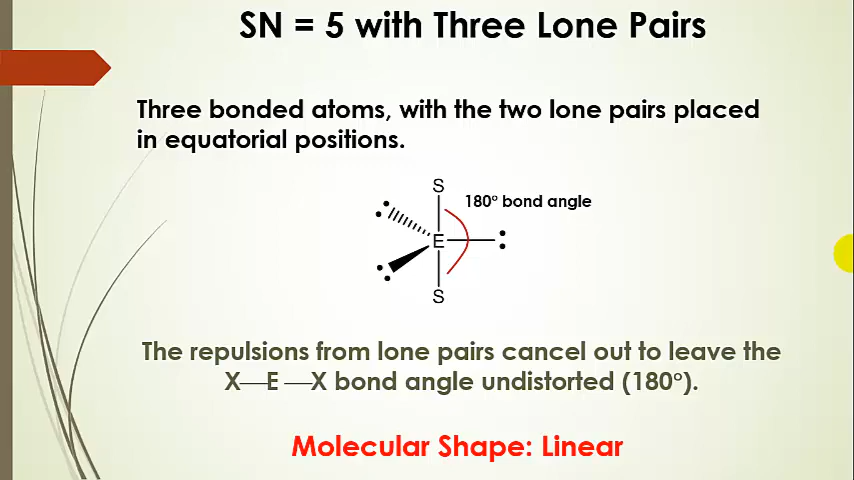 SN = 5 with Three Lone Pairs
Three bonded atoms, with the two lone pairs placed
in equatorial positions.
S
180° bond angle
E
S
The repulsions from lone pairs cancel out to leave the
X—E —X bond angle undistorted (180°).
Molecular Shape: Linear